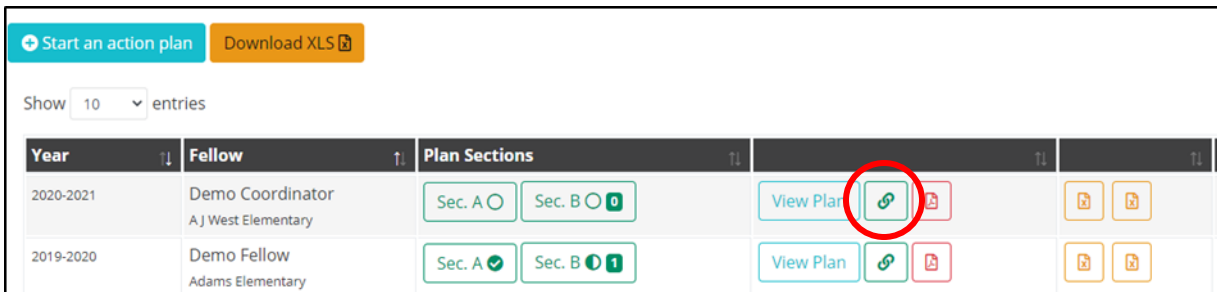 Start an action plan
Download XLS
Show 10 entries
Year Fellow Plan Sections
2020-2021 Demo Coordinator Sec. A Sec. B 0 View Plan
A J West Elementary
2019-2020 Demo Fellow Sec. A Sec. B 1 View Plan
Adams Elementary